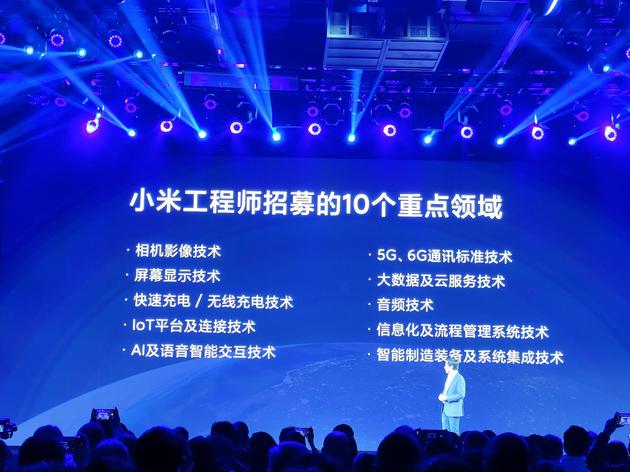 小米工程师招募的10个重点领域
· 相机影像技术
· 屏幕显示技术
· 快速充电 / 无线充电技术
· IoT平台及连接技术
· AI及语音智能交互技术
· 5G、6G通讯标准技术
· 大数据及云服务技术
· 音频技术
· 信息化及流程管理系统技术
· 智能制造装备及系统集成技术